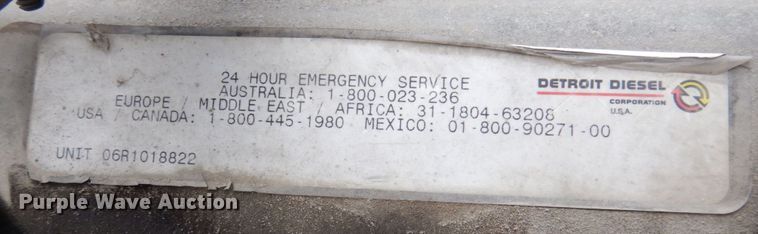 24 HOUR EMERGENCY SERVICE
AUSTRALIA: 1-800-023-236
EUROPE / MIDDLE EAST / AFRICA: 31-1804-63208
USA / CANADA: 1-800-445-1980 MEXICO: 01-800-90271-00
UNIT 06R1018822
DETROIT DIESEL
CORPORATION
U.S.A.
Purple Wave Auction